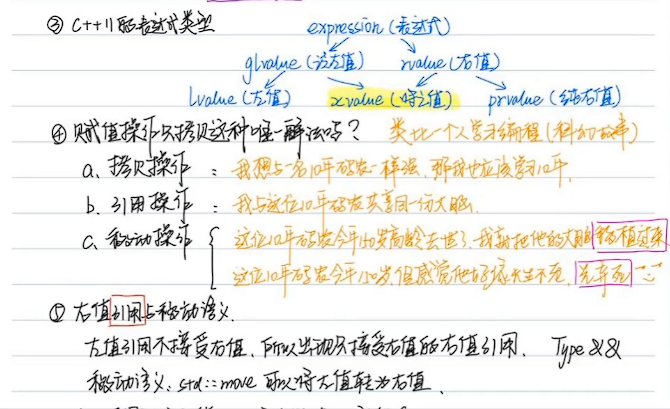 ③ C++11的表达式类型
expression (表达式)
glvalue (泛左值) rvalue (右值)
lvalue (左值) xvalue (将亡值) prvalue (纯右值)
④ 赋值操作只拷贝这种唯一解法吗? 类比一个人学习编程(科幻故事)
a. 拷贝操作 : 我想与一名10年码农一样强,那我也应该学习10年.
b. 引用操作 : 我与这位10年码农共享同一份大脑.
c. 移动操作 { 这位10年码农今年150岁高龄去世了.我就把他的大脑移植过来
这位10年码农今年150岁,但感觉他好像长生不死,
⑤ 右值引用与移动语义.
左值引用不接受右值,所以出现只接受右值的右值引用. Type &&
移动语义: std::move 可以将左值转为右值.